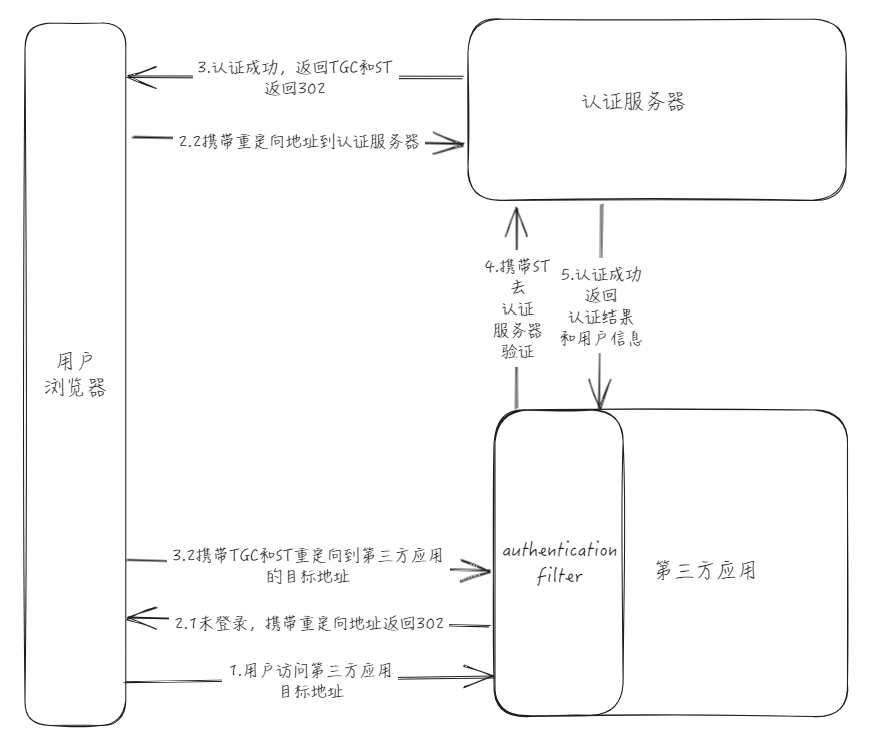 3.认证成功，返回TGC和ST
返回302
认证服务器
2.2携带重定向地址到认证服务器
4.携带ST
去
认证
服务器
验证
5.认证成功
返回
认证结果
和用户信息
用户
浏览器
3.2携带TGC和ST重定向到第三方应用
的目标地址
authentication
filter
第三方应用
2.1未登录，携带重定向地址返回302
1.用户访问第三方应用
目标地址